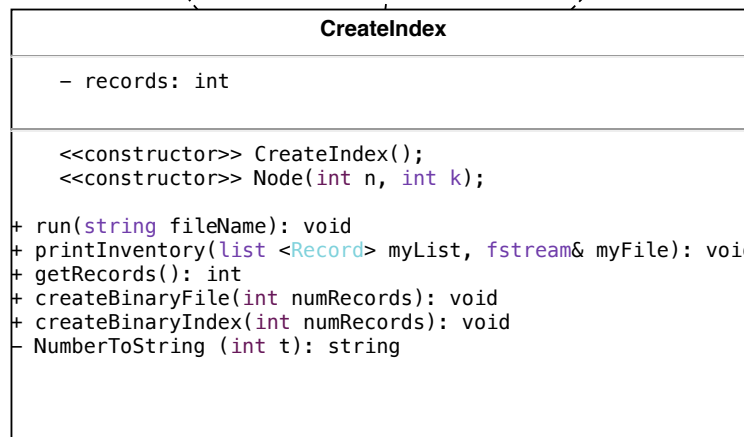 CreateIndex
– records: int
<<constructor>> CreateIndex();
<<constructor>> Node(int n, int k);
+ run(string fileName): void
+ printInventory(list <Record> myList, fstream& myFile): voi
+ getRecords(): int
+ createBinaryFile(int numRecords): void
+ createBinaryIndex(int numRecords): void
– NumberToString (int t): string